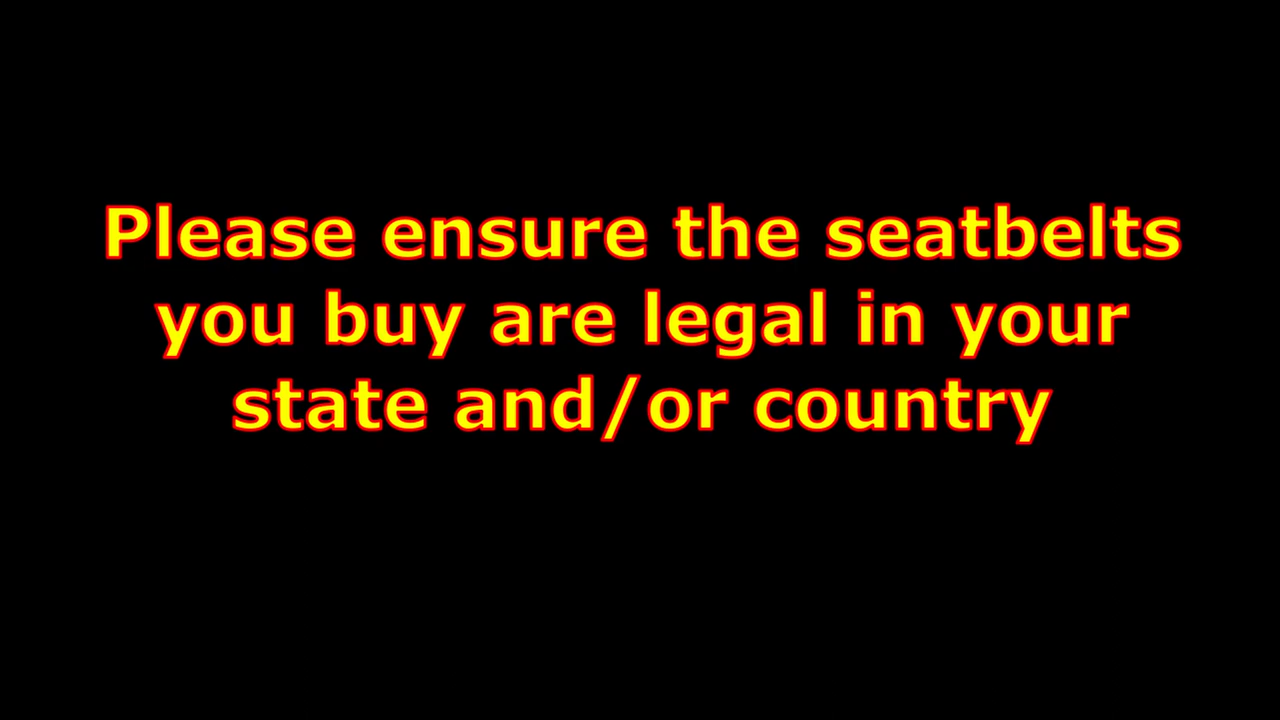 Please ensure the seatbelts
you buy are legal in your
state and/or country